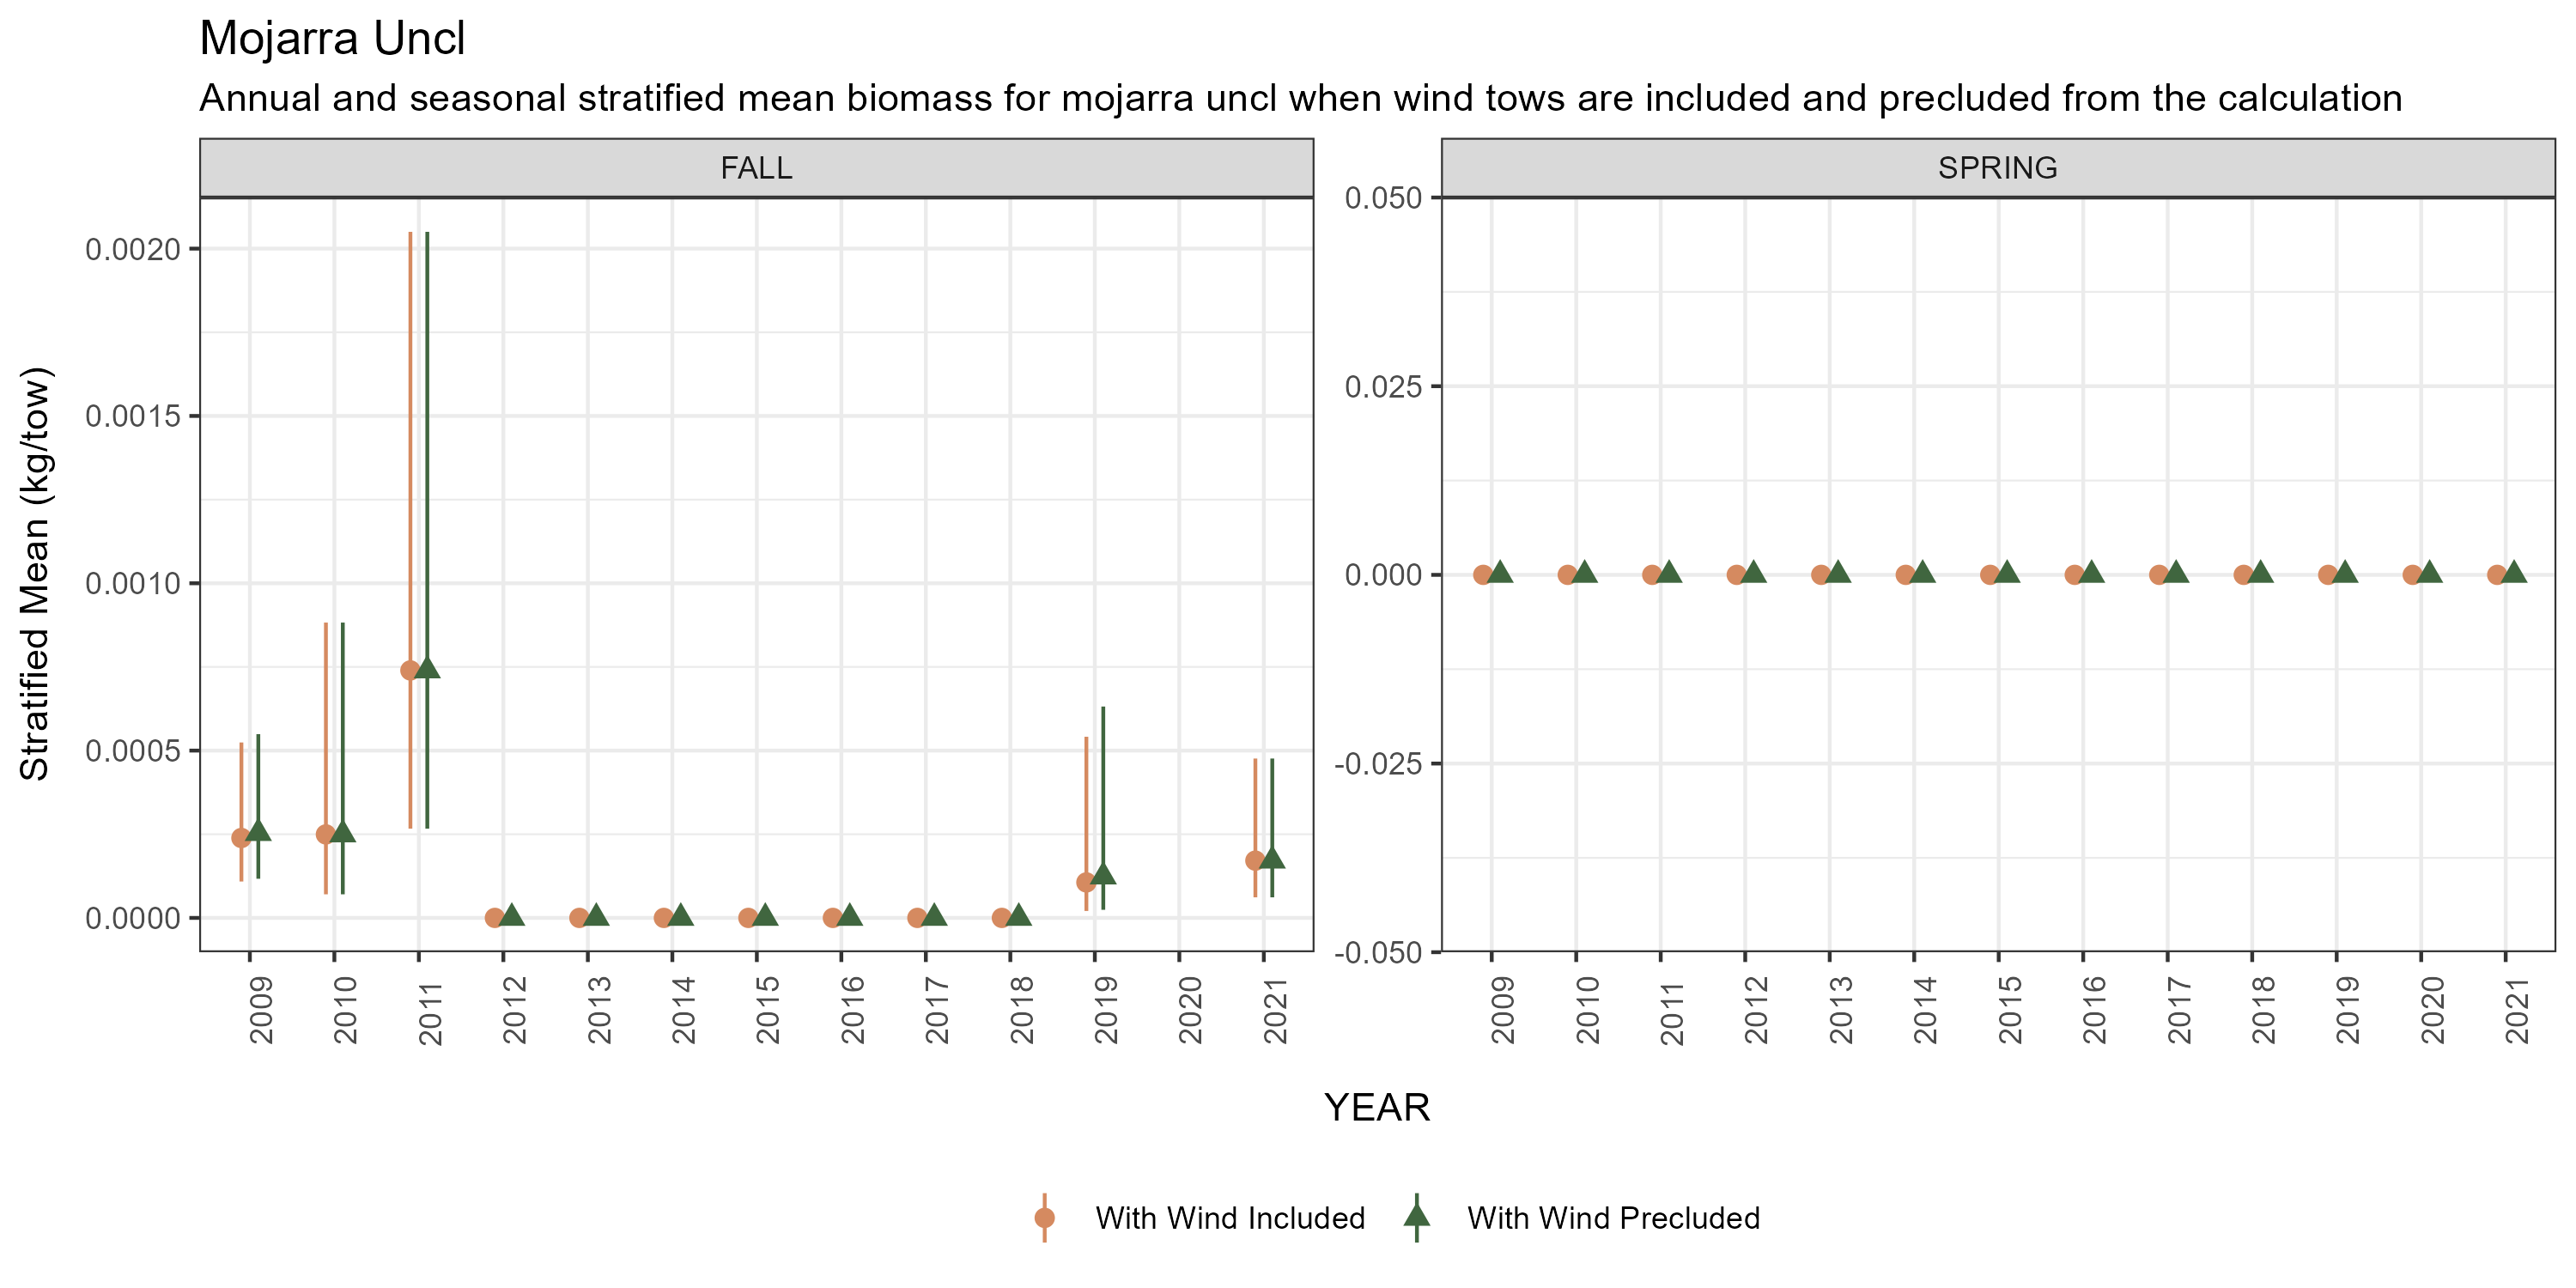 Mojarra Uncl
Annual and seasonal stratified mean biomass for mojarra uncl when wind tows are included and precluded from the calculation
FALL
SPRING
Stratified Mean (kg/tow)
0.0020
0.0015
0.0010
0.0005
0.0000
0.050
0.025
0.000
-0.025
-0.050
2009 2010 2011 2012 2013 2014 2015 2016 2017 2018 2019 2020 2021
2009 2010 2011 2012 2013 2014 2015 2016 2017 2018 2019 2020 2021
YEAR
With Wind Included
With Wind Precluded